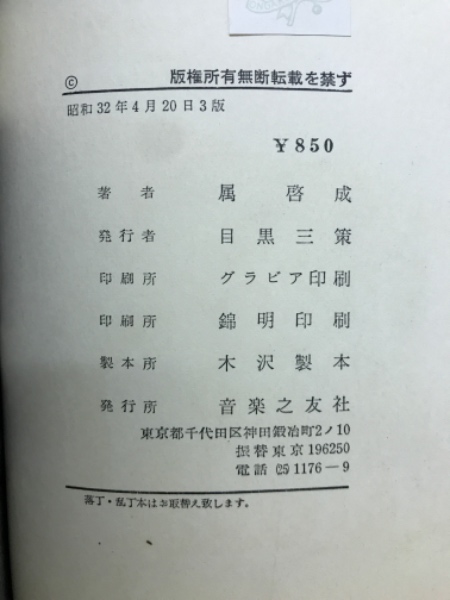 © 版権所有無断転載を禁ず
昭和32年4月20日3版
¥850
著者 属啓成
発行者 目黒三策
印刷所 グラビア印刷
印刷所 錦明印刷
製本所 木沢製本
発行所 音楽之友社
東京都千代田区神田鍛冶町2ノ10
振替東京196250
電話 ㉕1176－9
落丁・乱丁本はお取替え致します。